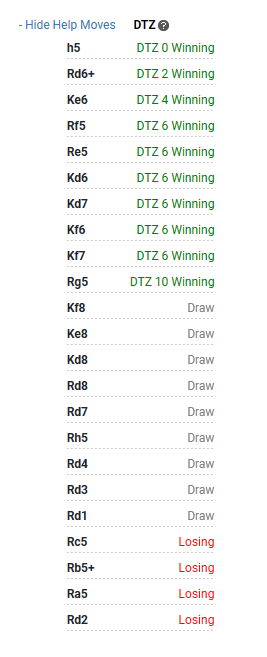 - Hide Help Moves DTZ ?
h5 DTZ 0 Winning
Rd6+ DTZ 2 Winning
Ke6 DTZ 4 Winning
Rf5 DTZ 6 Winning
Re5 DTZ 6 Winning
Kd6 DTZ 6 Winning
Kd7 DTZ 6 Winning
Kf6 DTZ 6 Winning
Kf7 DTZ 6 Winning
Rg5 DTZ 10 Winning
Kf8 Draw
Ke8 Draw
Kd8 Draw
Rd8 Draw
Rd7 Draw
Rh5 Draw
Rd4 Draw
Rd3 Draw
Rd1 Draw
Rc5 Losing
Rb5+ Losing
Ra5 Losing
Rd2 Losing